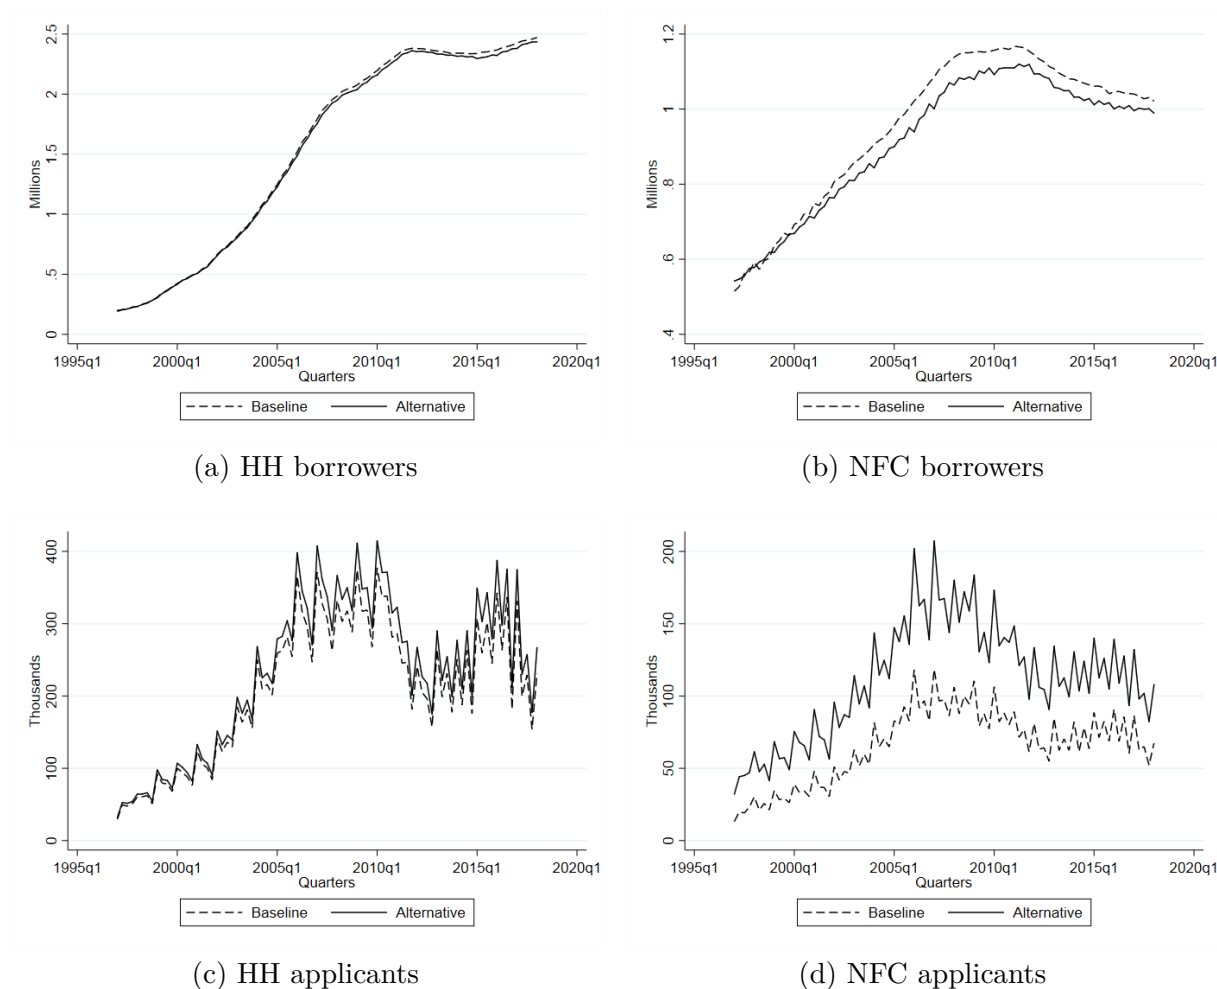 2.5
2
1.5
1
.5
0
Millions
1995q1 2000q1 2005q1 2010q1 2015q1 2020q1
Quarters
Baseline Alternative
(a) HH borrowers
1.2
1
.8
.6
.4
Millions
1995q1 2000q1 2005q1 2010q1 2015q1 2020q1
Quarters
Baseline Alternative
(b) NFC borrowers
400
300
200
100
0
Thousands
1995q1 2000q1 2005q1 2010q1 2015q1 2020q1
Quarters
Baseline Alternative
(c) HH applicants
200
150
100
50
0
Thousands
1995q1 2000q1 2005q1 2010q1 2015q1 2020q1
Quarters
Baseline Alternative
(d) NFC applicants